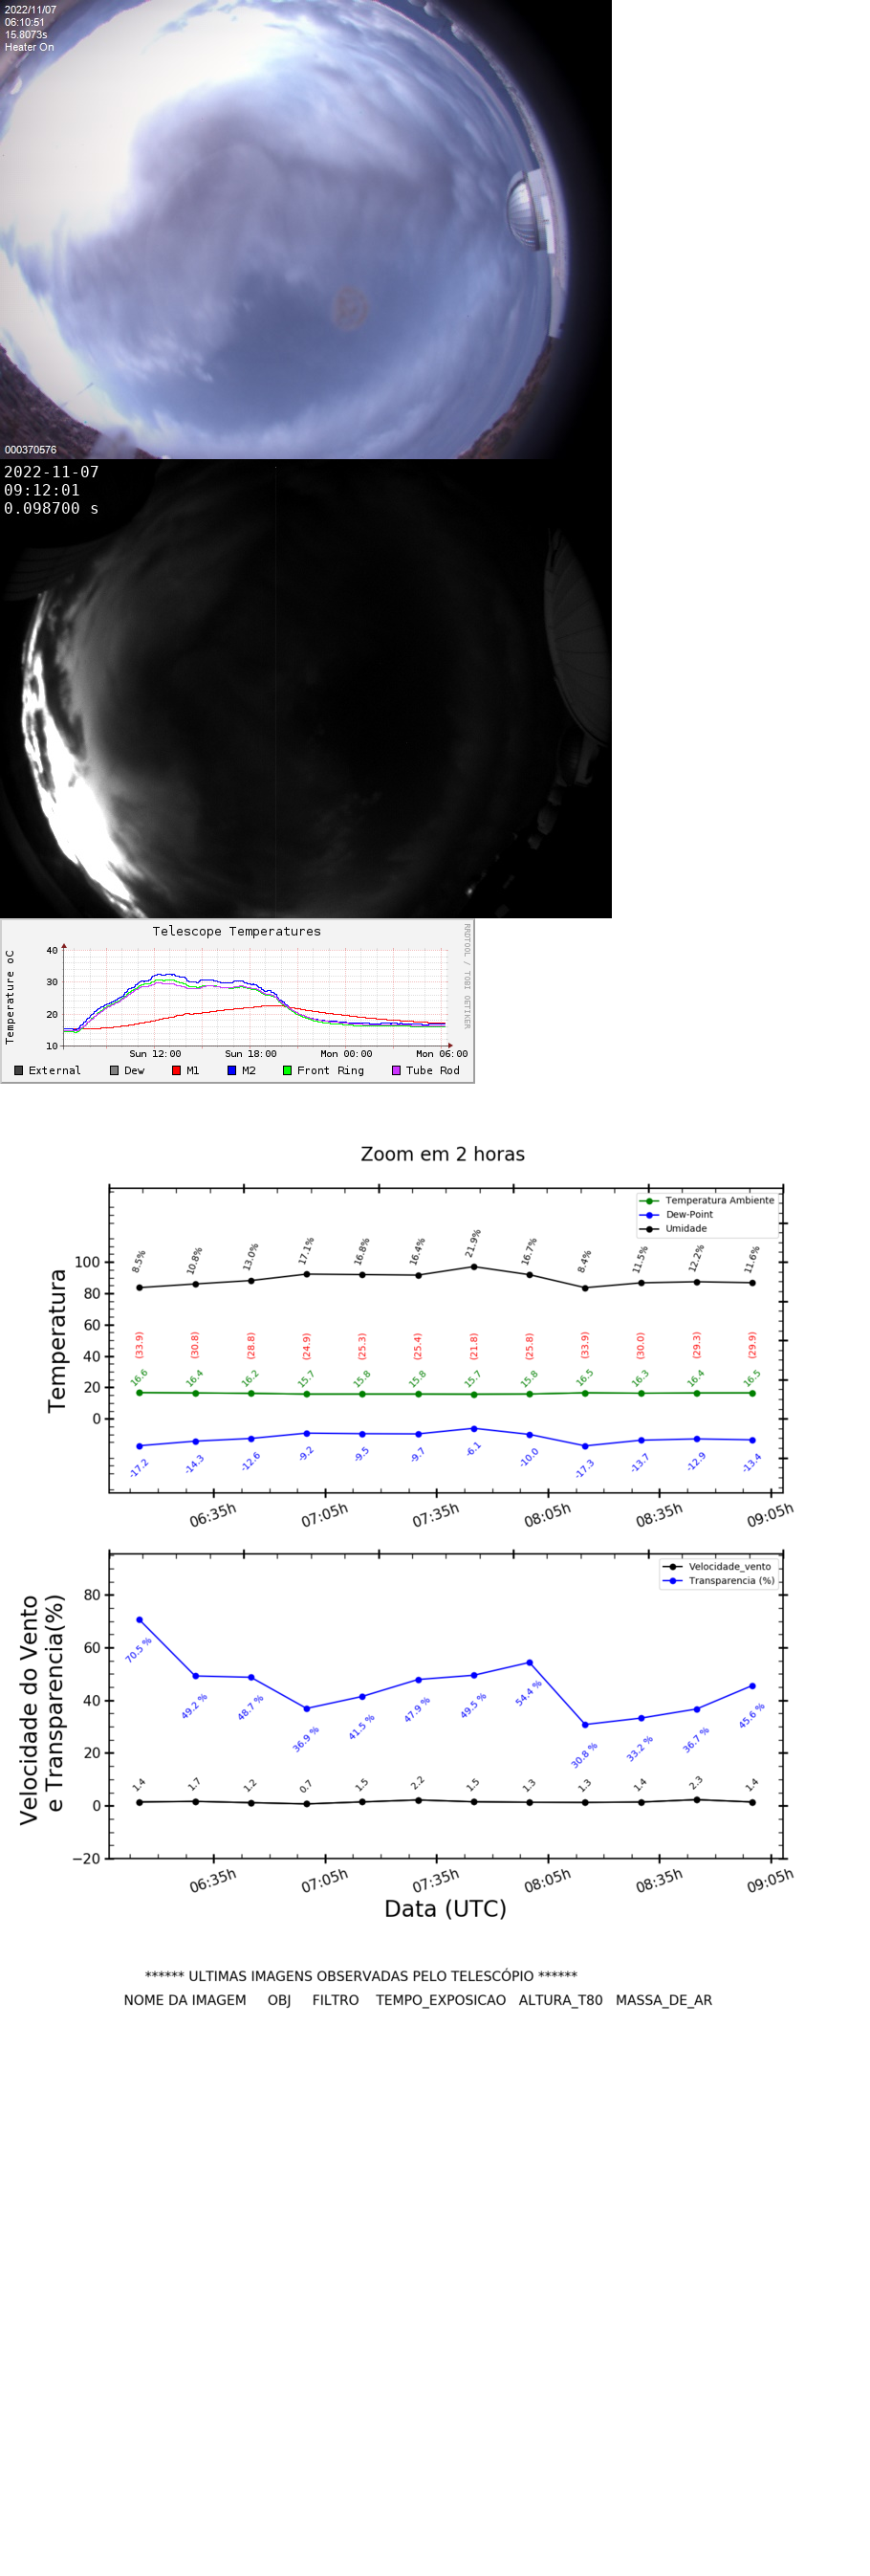 2022/11/07
06:10:51
15.8073s
Heater On
000370576
2022-11-07
09:12:01
0.098700 s
Telescope Temperatures
RRDTOOL / TOBI OETIKER
Temperature oC
40
30
20
10
Sun 12:00 Sun 18:00 Mon 00:00 Mon 06:00
External Dew M1 M2 Front Ring Tube Rod
Zoom em 2 horas
Temperatura Ambiente
Dew-Point
Umidade
Temperatura
100
80
60
40
20
0
8.5% 10.8% 13.0% 17.1% 16.8% 16.4% 21.9% 16.7% 8.4% 11.5% 12.2% 11.6%
(33.9) (30.8) (28.8) (24.9) (25.3) (25.4) (21.8) (25.8) (33.9) (30.0) (29.3) (29.9)
16.6 16.4 16.2 15.7 15.8 15.8 15.7 15.8 16.5 16.3 16.4 16.5
-17.2 -14.3 -12.6 -9.2 -9.5 -9.7 -6.1 -10.0 -17.3 -13.7 -12.9 -13.4
06:35h 07:05h 07:35h 08:05h 08:35h 09:05h
Velocidade_vento
Transparencia (%)
Velocidade do Vento
e Transparencia(%)
80
60
40
20
0
−20
70.5 % 49.2 % 48.7 % 36.9 % 41.5 % 47.9 % 49.5 % 54.4 % 30.8 % 33.2 % 36.7 % 45.6 %
1.4 1.7 1.2 0.7 1.5 2.2 1.5 1.3 1.3 1.4 2.3 1.4
06:35h 07:05h 07:35h 08:05h 08:35h 09:05h
Data (UTC)
****** ULTIMAS IMAGENS OBSERVADAS PELO TELESCÓPIO ******
NOME DA IMAGEM OBJ FILTRO TEMPO_EXPOSICAO ALTURA_T80 MASSA_DE_AR